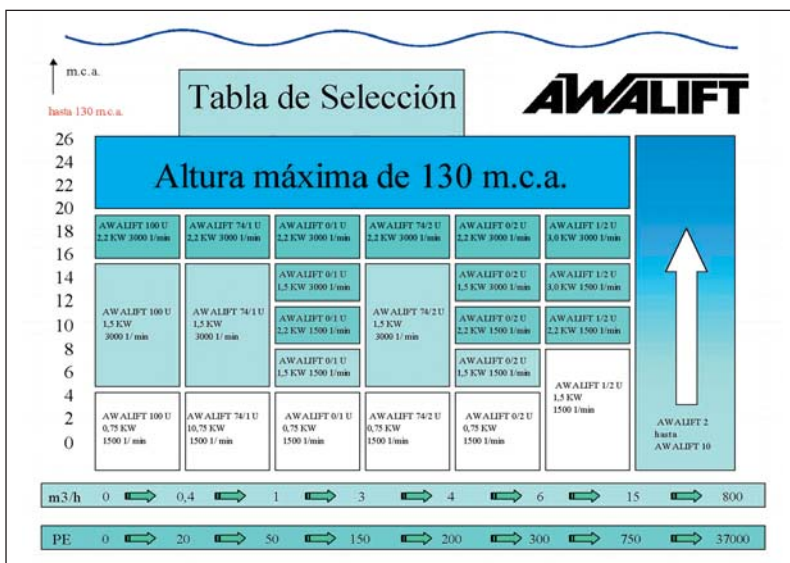 m.c.a.
hasta 130 m.c.a.
Tabla de Selección
AWALIFT
26
24
22
20
18
16
14
12
10
8
6
4
2
0
Altura máxima de 130 m.c.a.
AWALIFT 100 U
2,2 KW 3000 1/min
AWALIFT 74/1 U
2,2 KW 3000 1/min
AWALIFT 0/1 U
2,2 KW 3000 1/min
AWALIFT 74/2 U
2,2 KW 3000 1/min
AWALIFT 0/2 U
2,2 KW 3000 1/min
AWALIFT 1/2 U
3,0 KW 3000 1/min
AWALIFT 100 U
1,5 KW
3000 1/ min
AWALIFT 74/1 U
1,5 KW
3000 1/ min
AWALIFT 0/1 U
1,5 KW 3000 1/min
AWALIFT 0/1 U
2,2 KW 1500 1/min
AWALIFT 0/1 U
1,5 KW 1500 1/min
AWALIFT 74/2 U
1,5 KW
3000 1/min
AWALIFT 0/2 U
1,5 KW 3000 1/min
AWALIFT 0/2 U
2,2 KW 1500 1/min
AWALIFT 0/2 U
1,5 KW 1500 1/min
AWALIFT 1/2 U
3,0 KW 1500 1/min
AWALIFT 1/2 U
2,2 KW 1500 1/min
AWALIFT 1/2 U
1,5 KW
1500 1/min
AWALIFT 100 U
0,75 KW
1500 1/ min
AWALIFT 74/1 U
10,75 KW
1500 1/ min
AWALIFT 0/1 U
0,75 KW
1500 1/min
AWALIFT 74/2 U
0,75 KW
1500 1/min
AWALIFT 0/2 U
0,75 KW
1500 1/min
AWALIFT 2
hasta
AWALIFT 10
m3/h 0 0,4 1 3 4 6 15 800
PE 0 20 50 150 200 300 750 37000